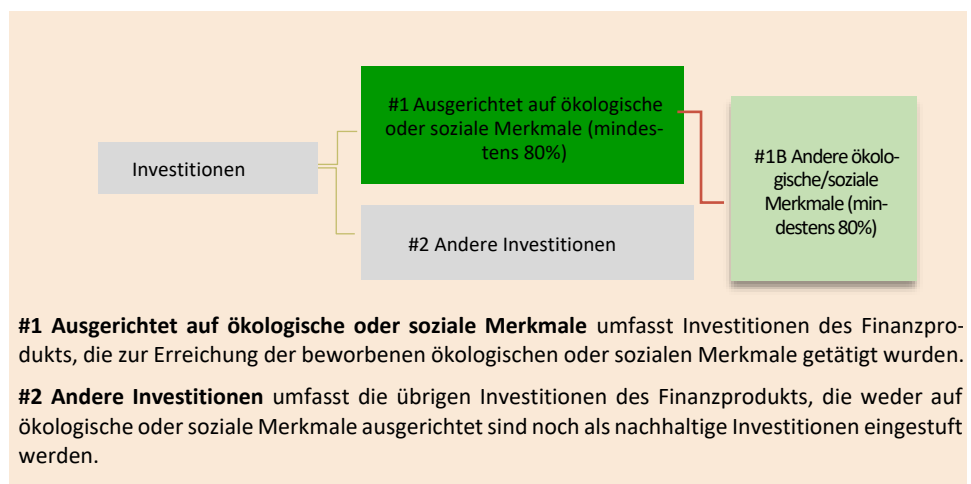 #1 Ausgerichtet auf ökologische
oder soziale Merkmale (mindes-
tens 80%)
Investitionen
#1B Andere ökolo-
gische/soziale
Merkmale (min-
destens 80%)
#2 Andere Investitionen
#1 Ausgerichtet auf ökologische oder soziale Merkmale umfasst Investitionen des Finanzpro-
dukts, die zur Erreichung der beworbenen ökologischen oder sozialen Merkmale getätigt wurden.
#2 Andere Investitionen umfasst die übrigen Investitionen des Finanzprodukts, die weder auf
ökologische oder soziale Merkmale ausgerichtet sind noch als nachhaltige Investitionen eingestuft
werden.